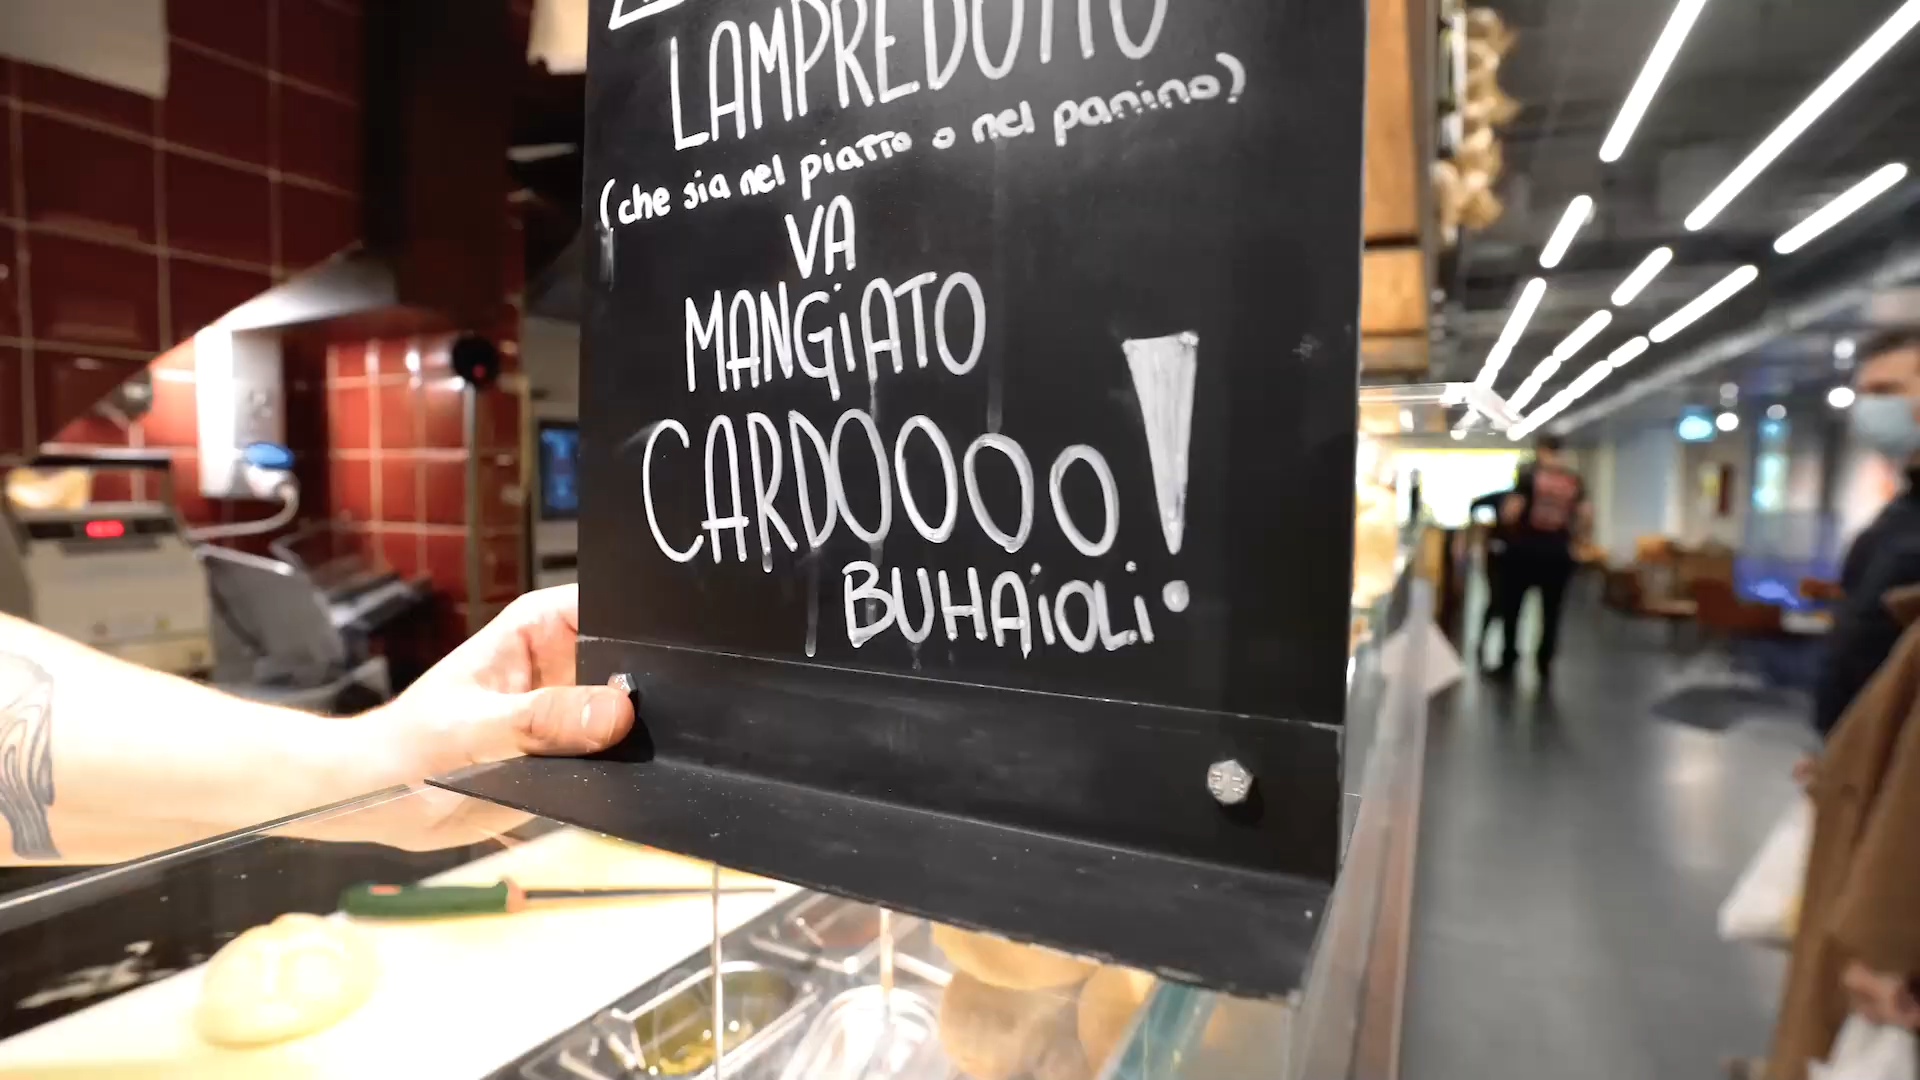 LAMPREDOTTO
(che sia nel piatto o nel panino)
VA
MANGiATO
CARDOOOO!
BUHAiOLi